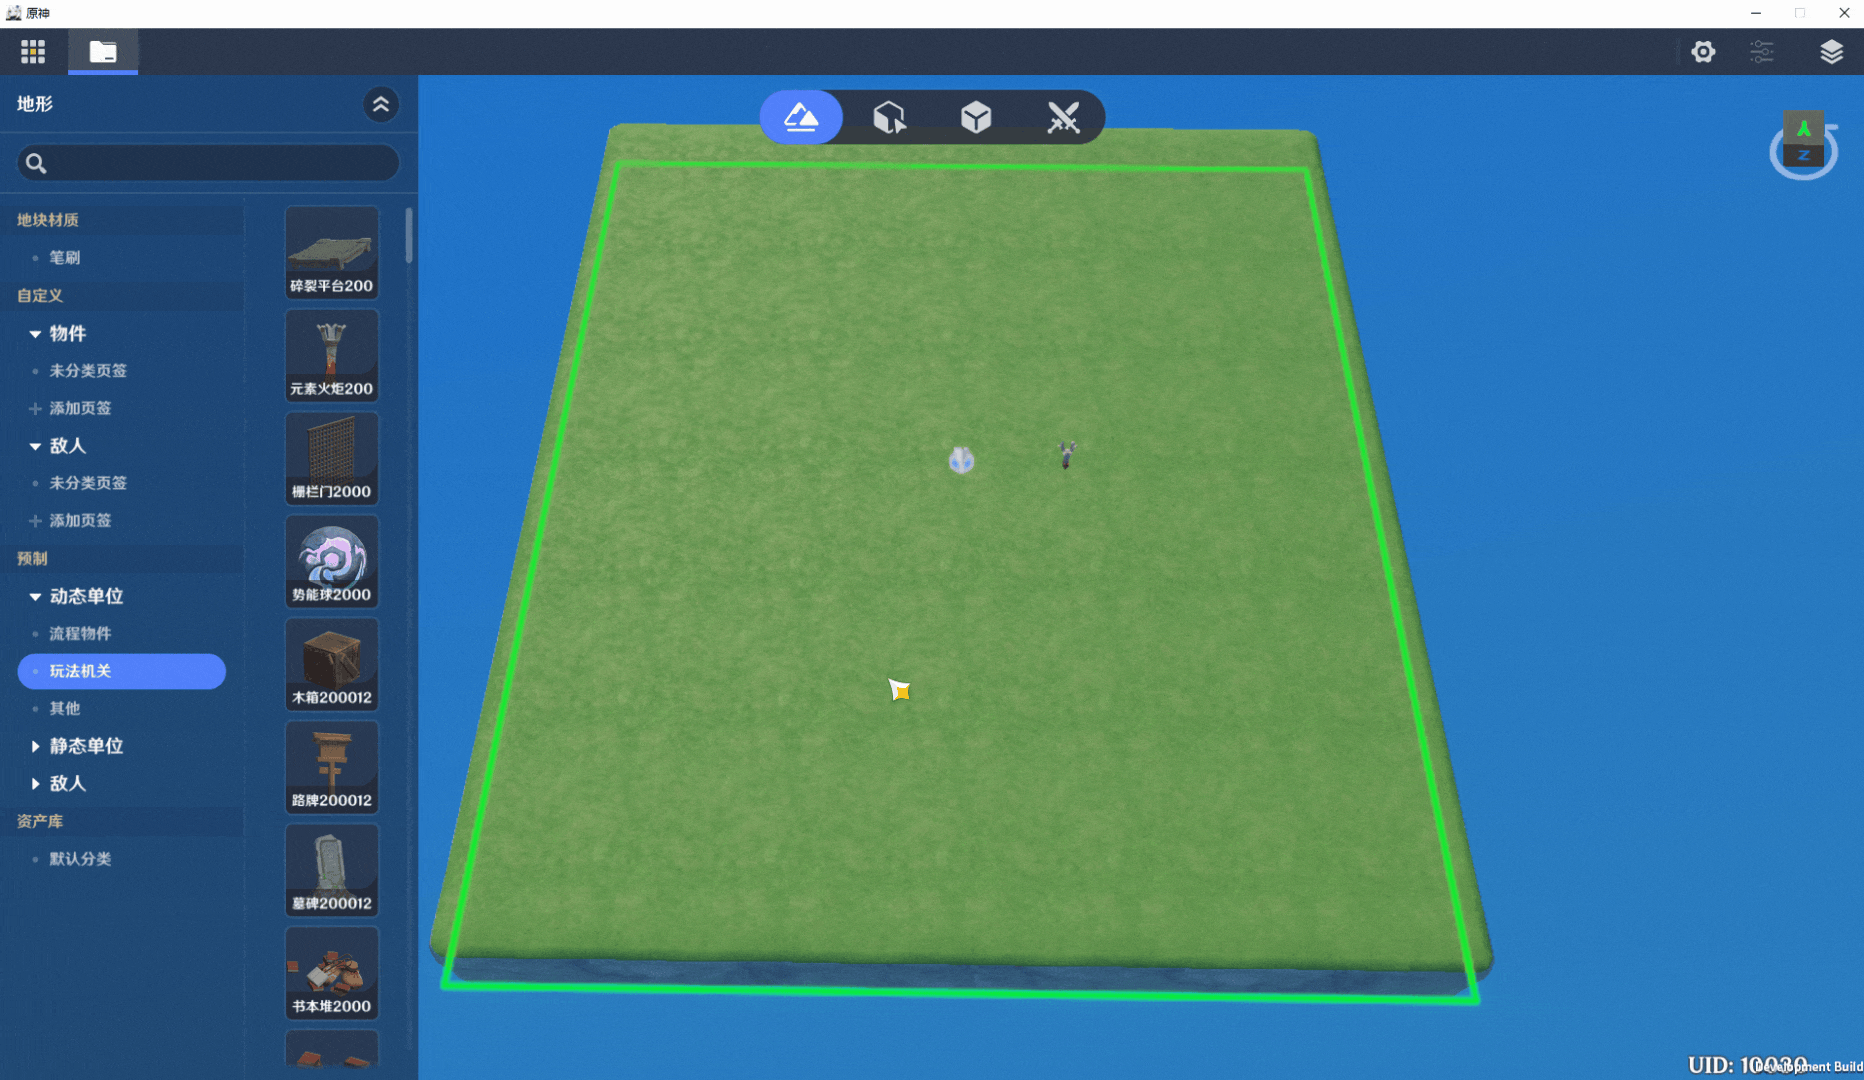 原神
地形
地块材质
笔刷
自定义
物件
未分类页签
添加页签
敌人
未分类页签
添加页签
预制
动态单位
流程物件
玩法机关
其他
静态单位
敌人
资产库
默认分类
碎裂平台200
元素火炬200
栅栏门2000
势能球2000
木箱200012
路牌200012
墓碑200012
书本堆2000
Y
Z
UID: 10030
Development Build